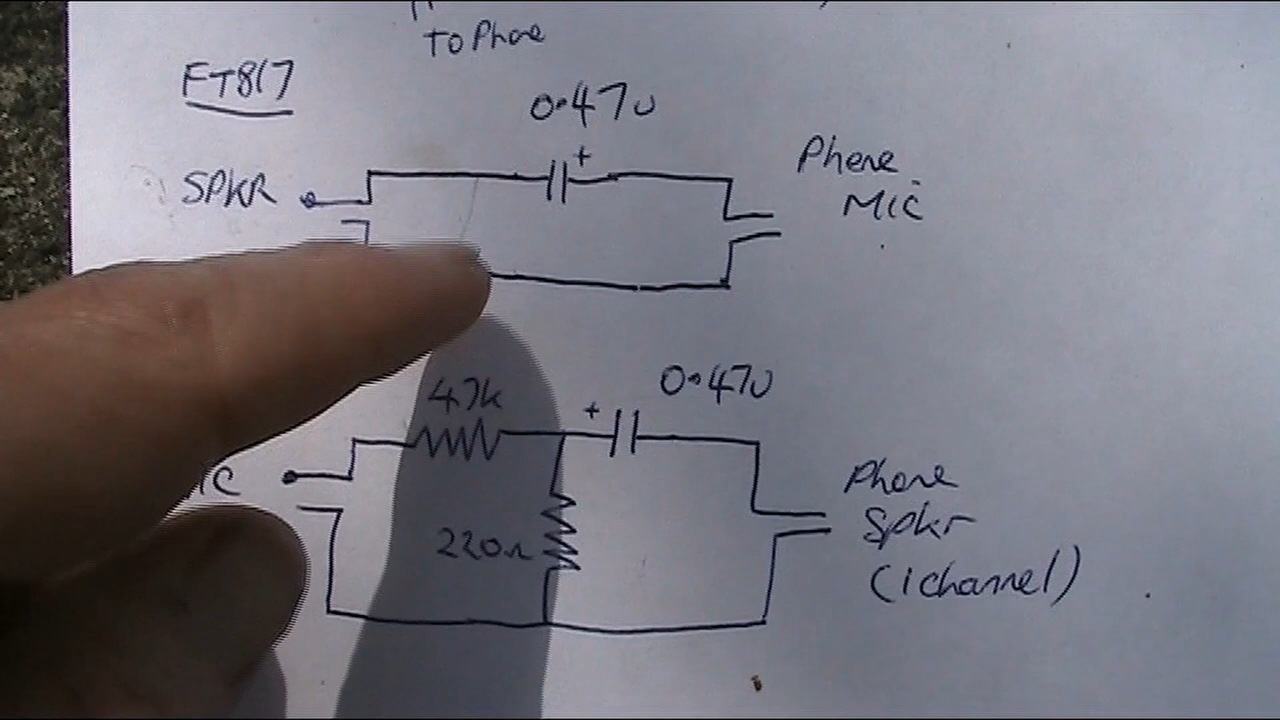 To Phone
FT817
0.47u
+
SPKR
Phone
Mic
47k
0.47u
+
220Ω
Phone
Spkr
(1 channel)